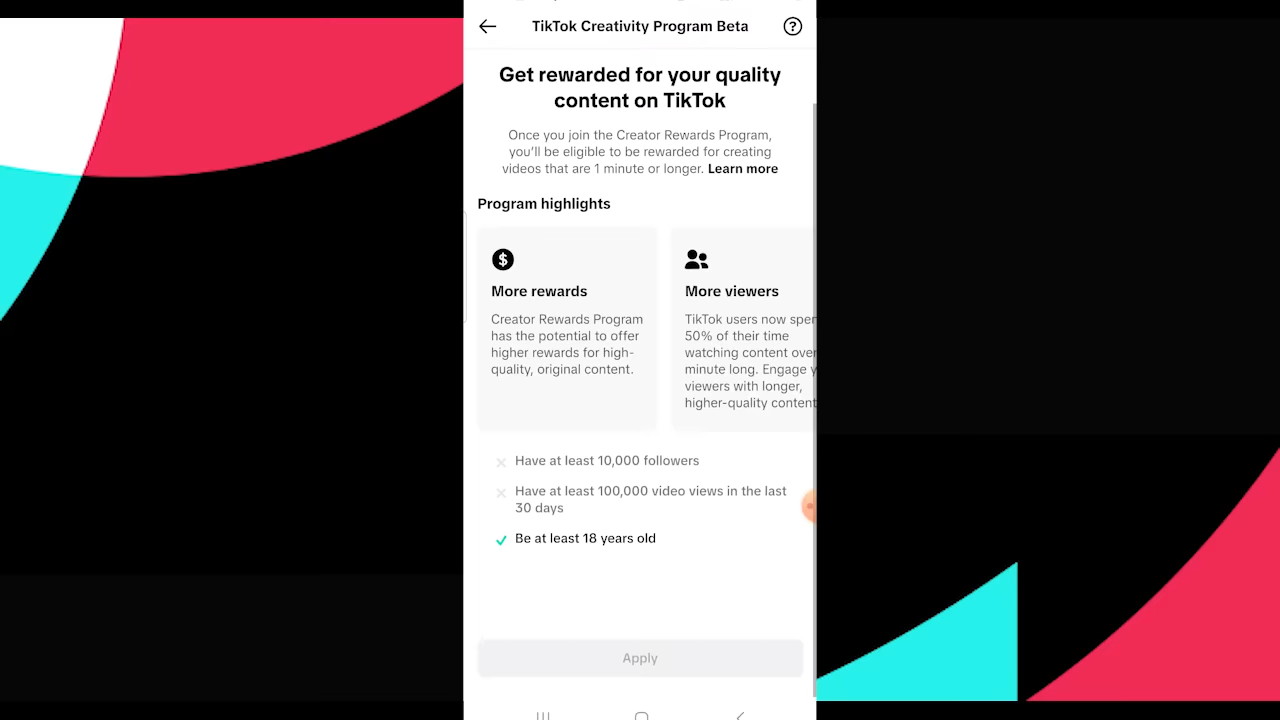 TikTok Creativity Program Beta
Get rewarded for your quality
content on TikTok
Once you join the Creator Rewards Program,
you'll be eligible to be rewarded for creating
videos that are 1 minute or longer. Learn more
Program highlights
More rewards
Creator Rewards Program
has the potential to offer
higher rewards for high-
quality, original content.
More viewers
TikTok users now
50% of their time
watching content
minute long. Engage
viewers with longer,
higher-quality content
Have at least 10,000 followers
Have at least 100,000 video views in the last
30 days
Be at least 18 years old
Apply